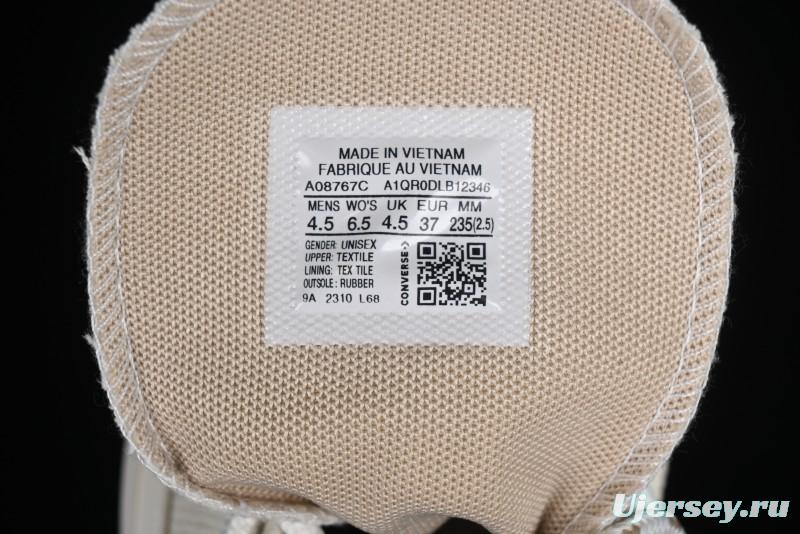 MADE IN VIETNAM
FABRIQUE AU VIETNAM
A08767C A1QR0DLB12346
MENS WO'S UK EUR MM
4.5 6.5 4.5 37 235(2.5)
GENDER: UNISEX
UPPER: TEXTILE
LINING: TEX TILE
OUTSOLE: RUBBER
9A 2310 L68
CONVERSE
Ujersey.ru